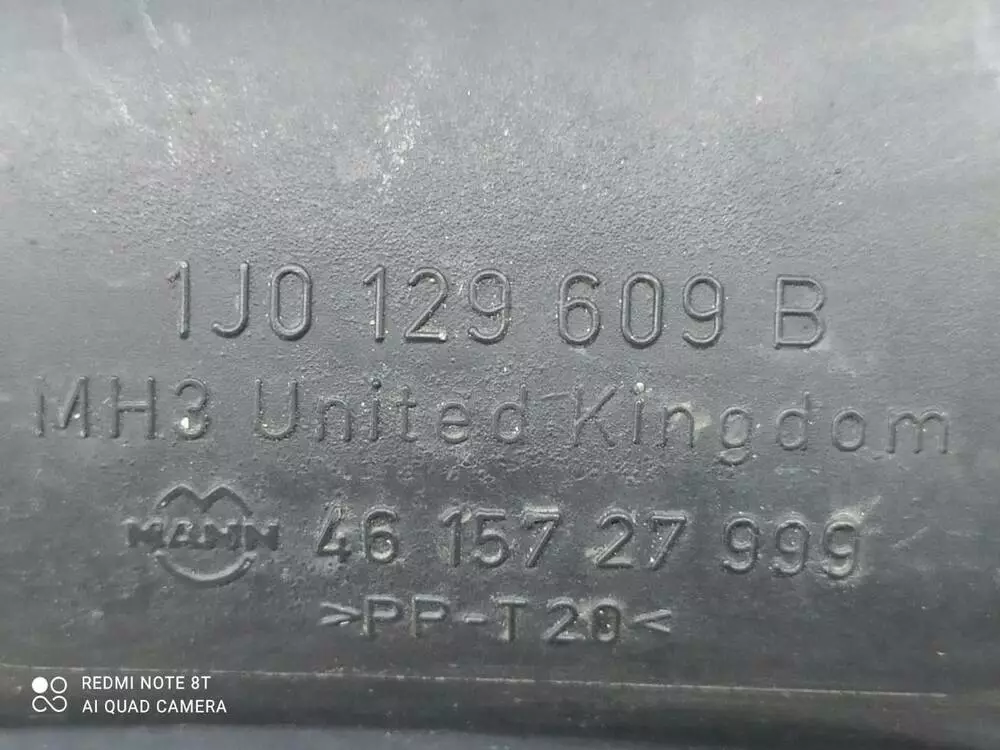 1J0 129 609 B
MH3 United Kingdom
MANN 46 157 27 999
>PP-T20<
REDMI NOTE 8T
AI QUAD CAMERA